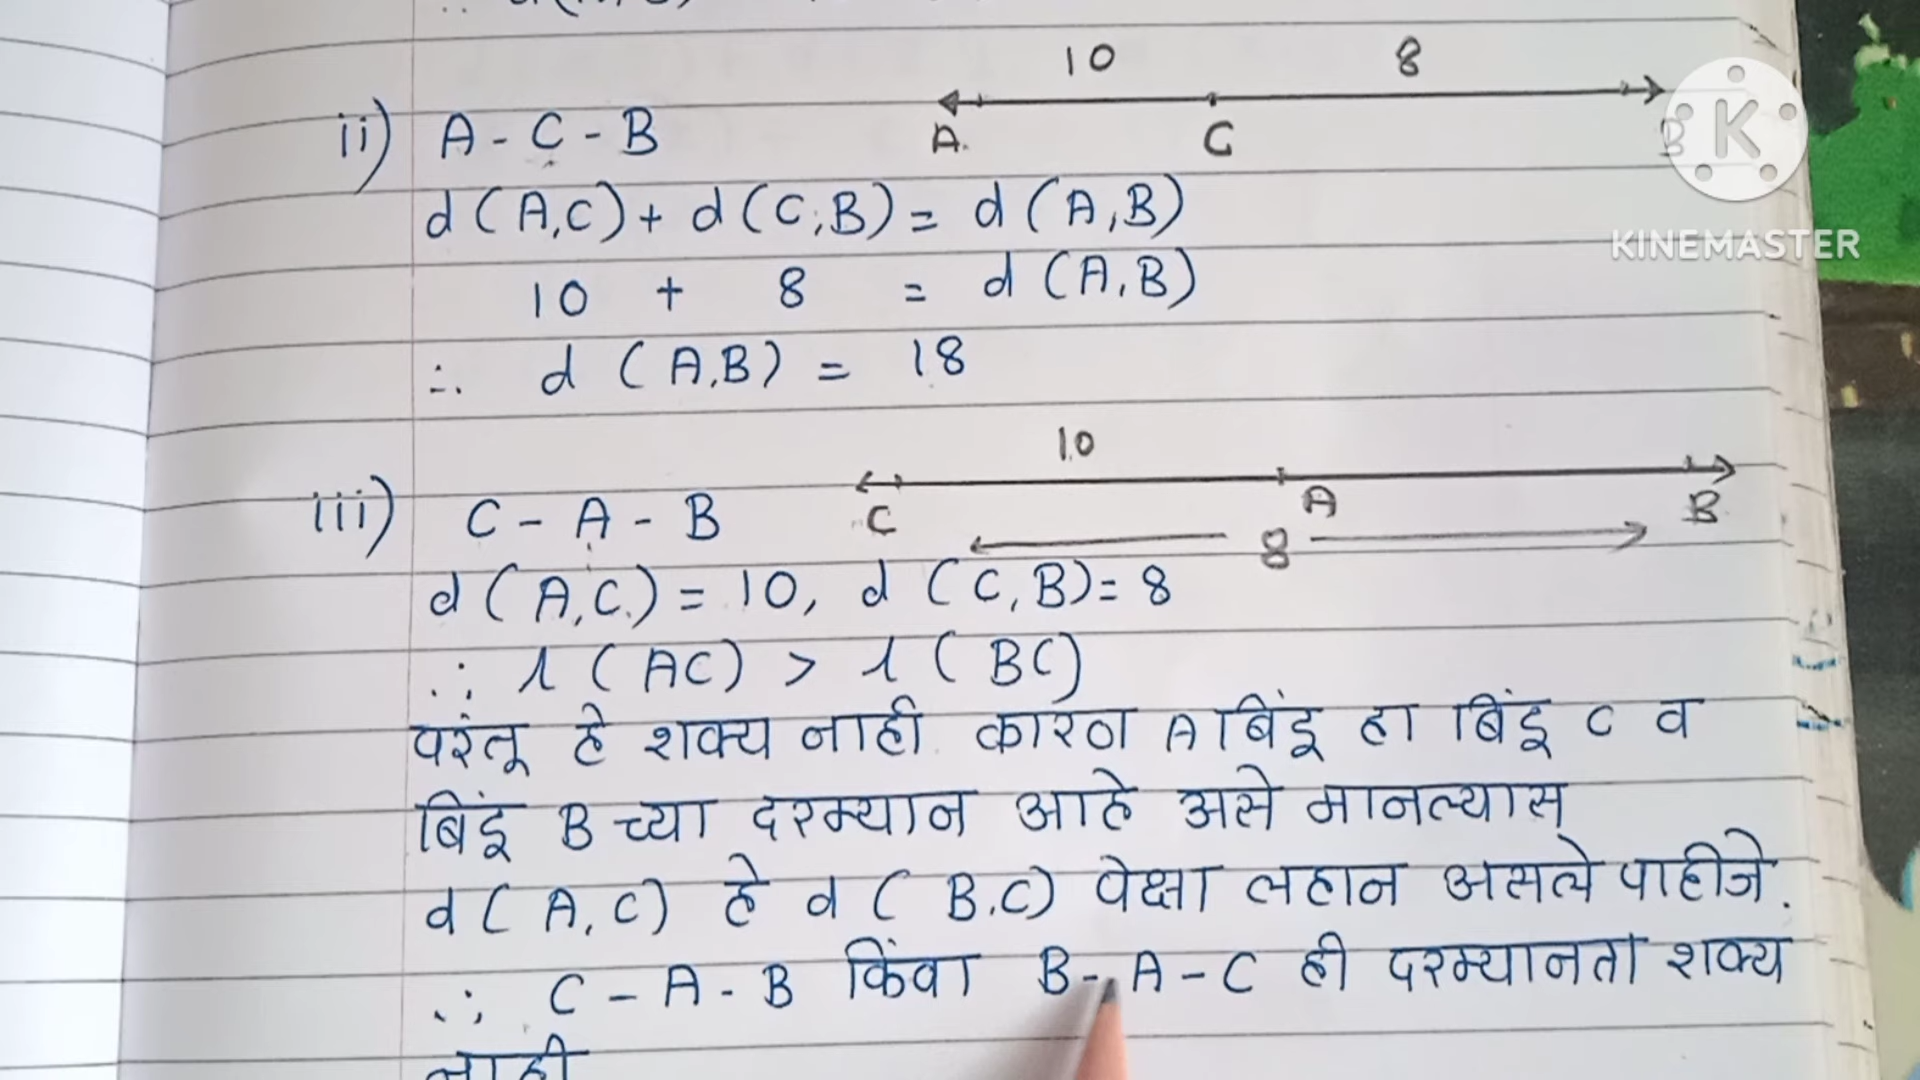 10 8
ii) A - C - B
A C B
d(A,C) + d(C,B) = d(A,B)
10 + 8 = d(A,B)
∴ d(A,B) = 18
10
iii) C - A - B
C A B
8
d(A,C) = 10, d(C,B) = 8
∴ l(AC) > l(BC)
परंतू हे शक्य नाही कारण A बिंदू हा बिंदू C व
बिंदू B च्या दरम्यान आहे असे मानल्यास
d(A,C) हे d(B,C) पेक्षा लहान असले पाहीजे.
∴ C - A - B किंवा B - A - C ही दरम्यानता शक्य
नाही
K
KINEMASTER